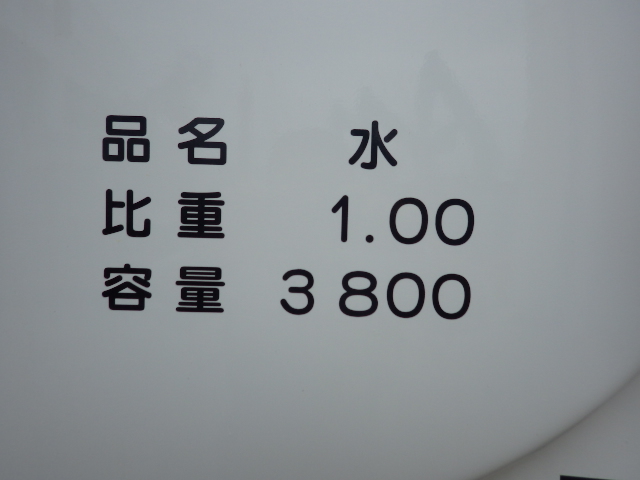 品名 水
比重 1.00
容量 3800